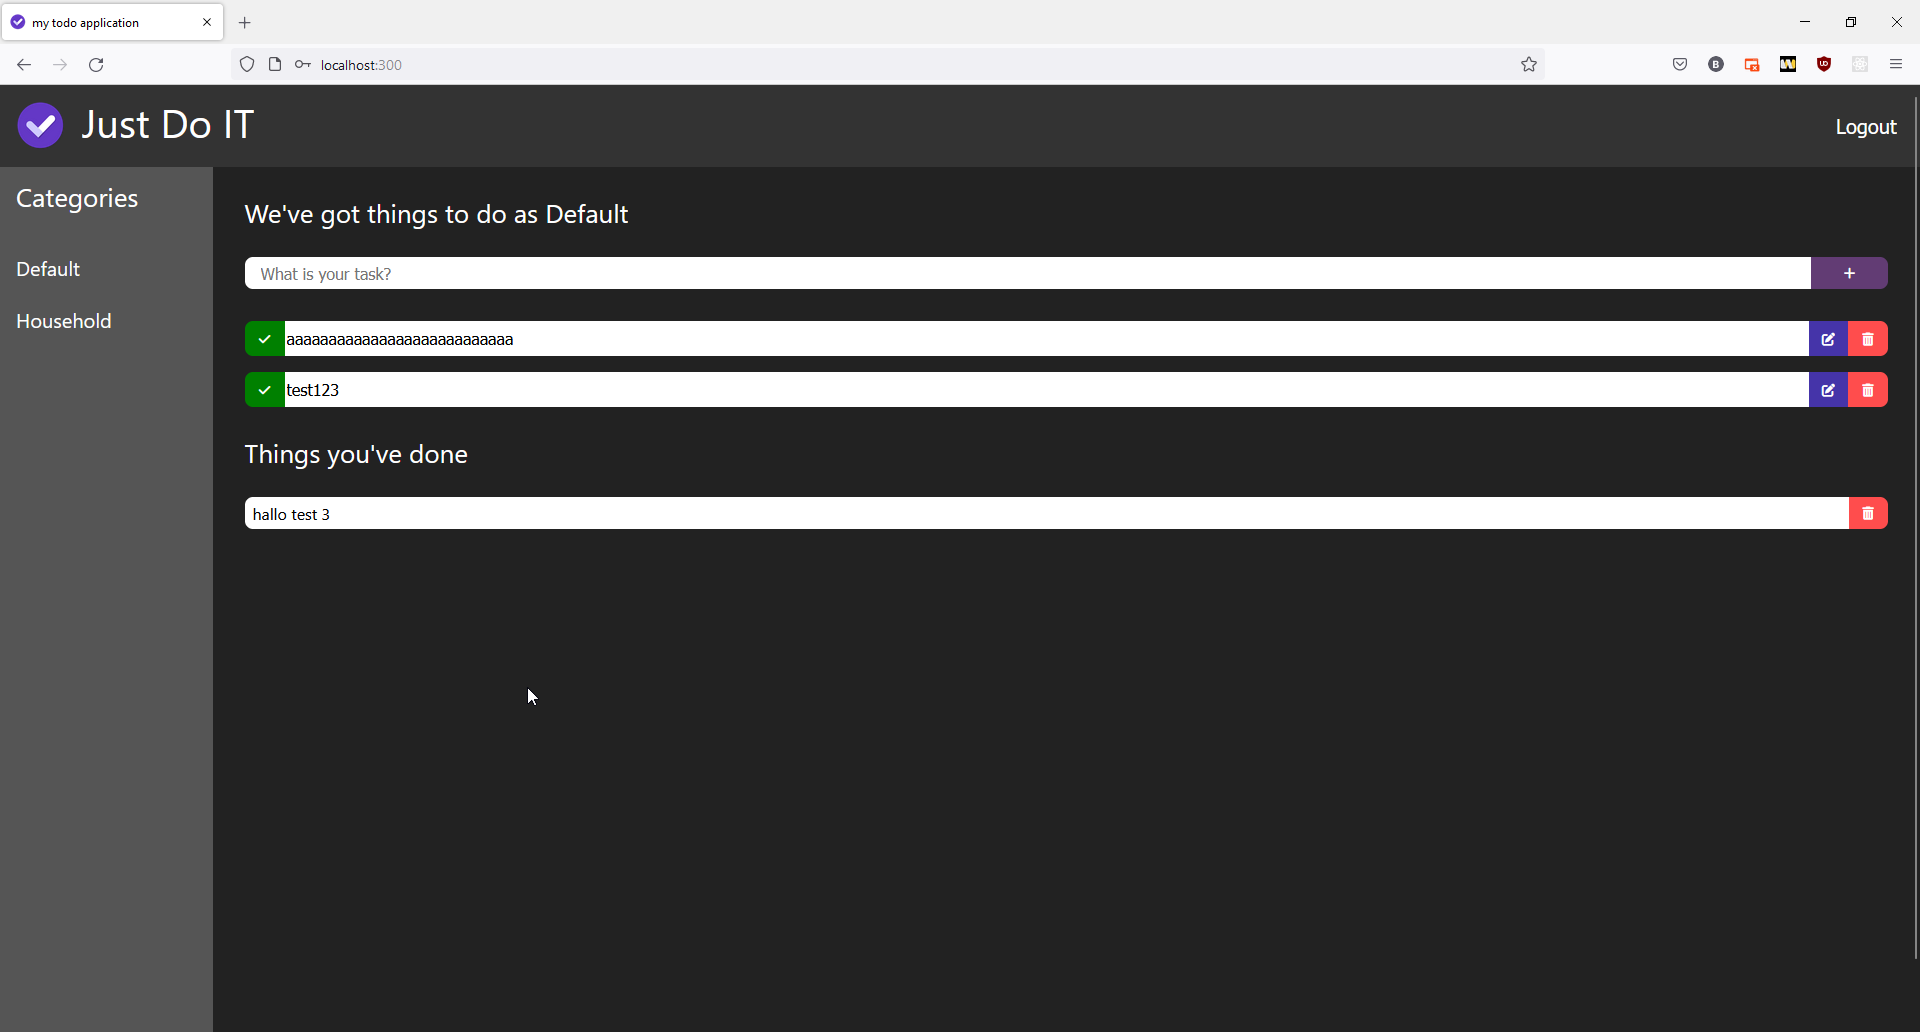 my todo application
localhost:300
Just Do IT
Logout
Categories
Default
Household
We've got things to do as Default
What is your task?
aaaaaaaaaaaaaaaaaaaaaaaaaaa
test123
Things you've done
hallo test 3